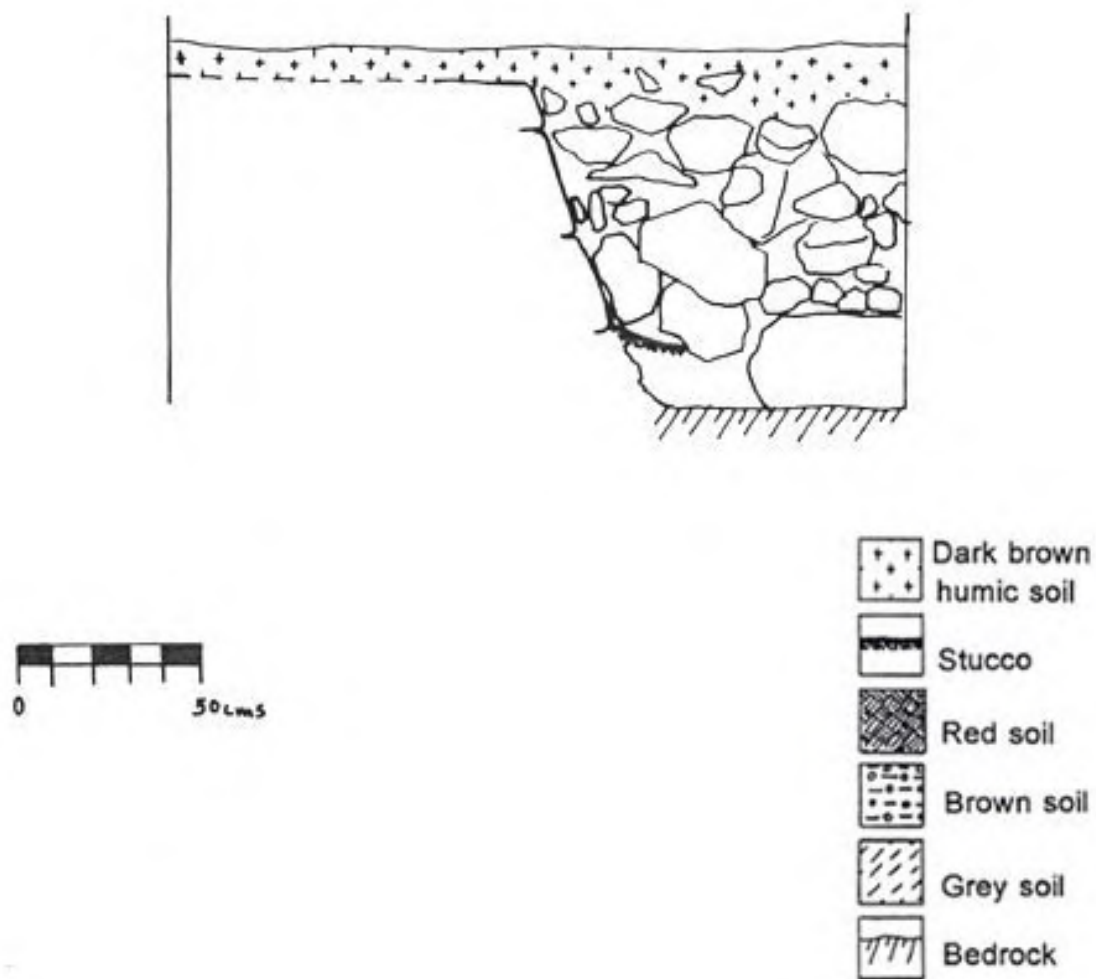 Dark brown
humic soil
Stucco
Red soil
Brown soil
Grey soil
Bedrock
0 50cms